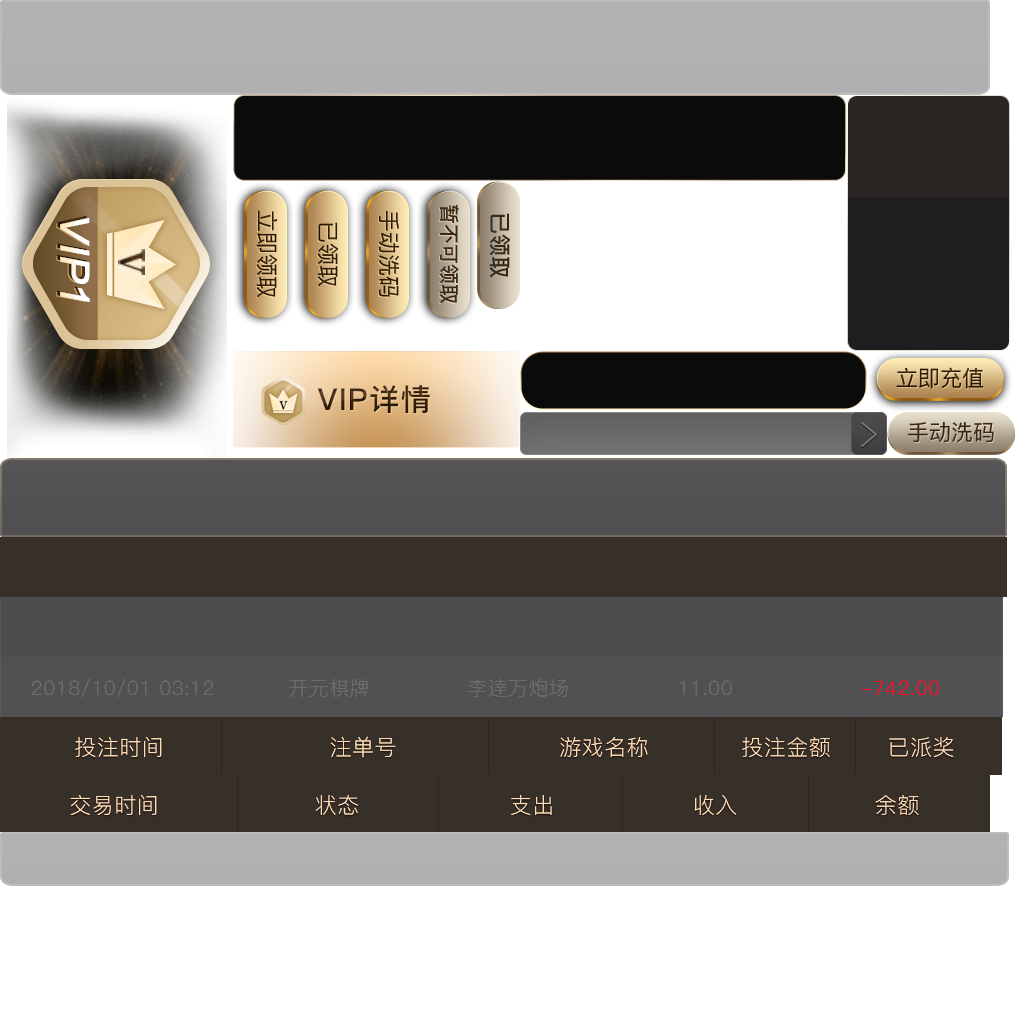 VIP1
V
立即领取
已领取
手动洗码
暂不可领取
已领取
V
VIP详情
立即充值
手动洗码
2018/10/01 03:12 开元棋牌 李逵万炮场 11.00 -742.00
投注时间 注单号 游戏名称 投注金额 已派奖
交易时间 状态 支出 收入 余额